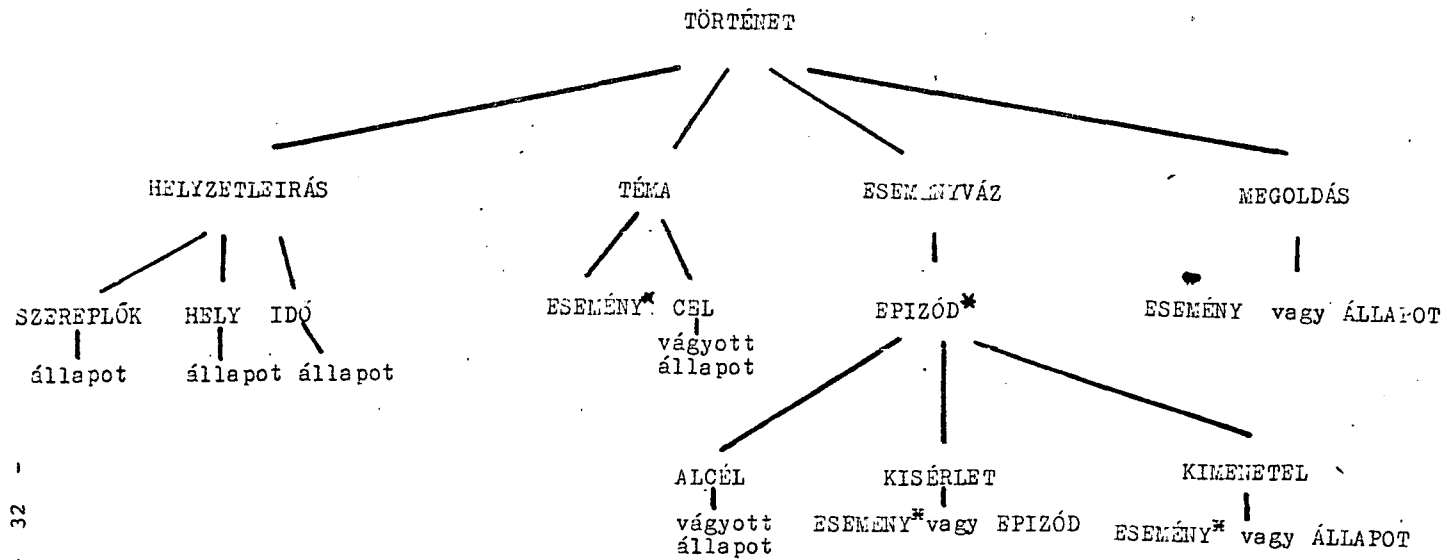 TÖRTÉNET
HELYZETLEIRÁS TÉMA ESEMÉNYVÁZ MEGOLDÁS
SZEREPLŐK HELY IDŐ ESEMÉNY* CEL EPIZÓD* ESEMÉNY vagy ÁLLAPOT
állapot állapot állapot vágyott
állapot
ALCÉL KISÉRLET KIMENETEL
vágyott ESEMÉNY* vagy EPIZÓD ESEMÉNY* vagy ÁLLAPOT
állapot
- 32 -